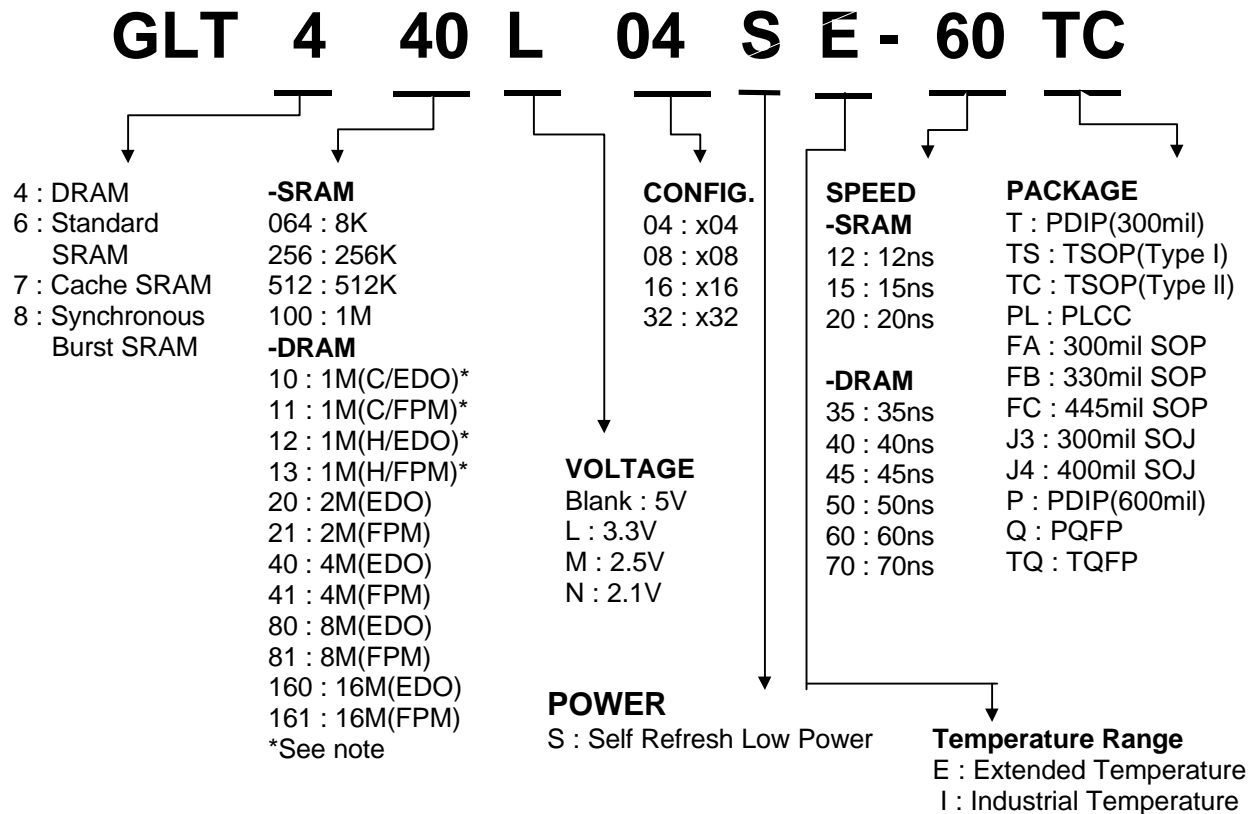 GLT 4 40 L 04 S E - 60 TC
4 : DRAM
6 : Standard
SRAM
7 : Cache SRAM
8 : Synchronous
Burst SRAM
-SRAM
064 : 8K
256 : 256K
512 : 512K
100 : 1M
-DRAM
10 : 1M(C/EDO)*
11 : 1M(C/FPM)*
12 : 1M(H/EDO)*
13 : 1M(H/FPM)*
20 : 2M(EDO)
21 : 2M(FPM)
40 : 4M(EDO)
41 : 4M(FPM)
80 : 8M(EDO)
81 : 8M(FPM)
160 : 16M(EDO)
161 : 16M(FPM)
*See note
VOLTAGE
Blank : 5V
L : 3.3V
M : 2.5V
N : 2.1V
CONFIG.
04 : x04
08 : x08
16 : x16
32 : x32
POWER
S : Self Refresh Low Power
SPEED
-SRAM
12 : 12ns
15 : 15ns
20 : 20ns
-DRAM
35 : 35ns
40 : 40ns
45 : 45ns
50 : 50ns
60 : 60ns
70 : 70ns
PACKAGE
T : PDIP(300mil)
TS : TSOP(Type I)
TC : TSOP(Type ll)
PL : PLCC
FA : 300mil SOP
FB : 330mil SOP
FC : 445mil SOP
J3 : 300mil SOJ
J4 : 400mil SOJ
P : PDIP(600mil)
Q : PQFP
TQ : TQFP
Temperature Range
E : Extended Temperature
I : Industrial Temperature